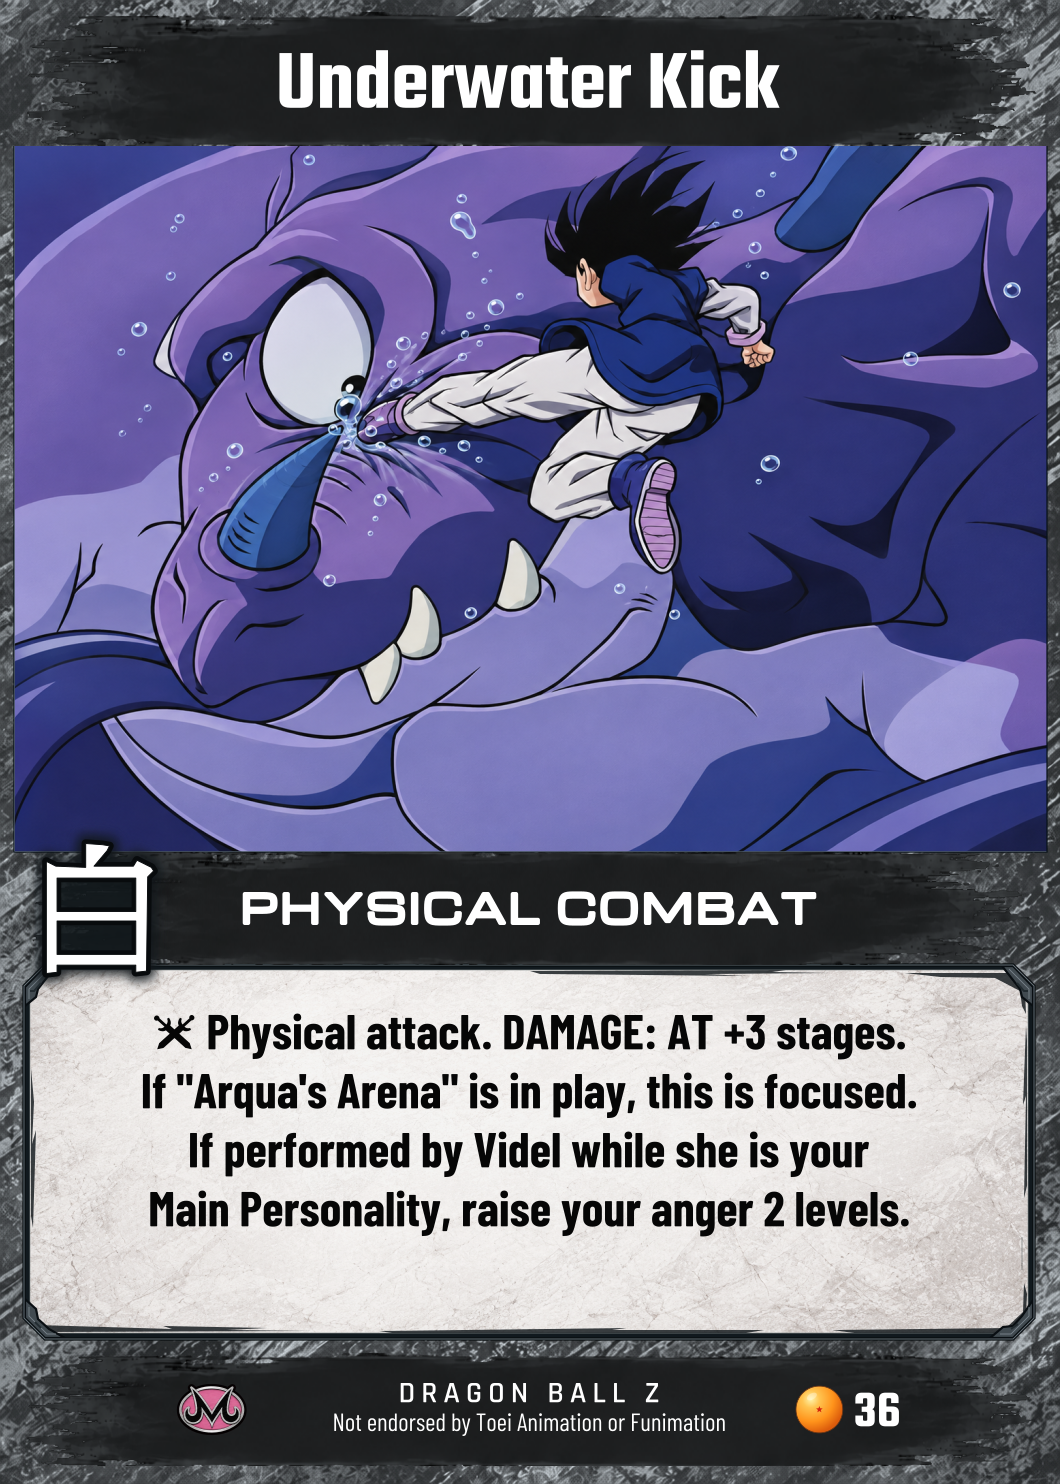 Underwater Kick
白
PHYSICAL COMBAT
Physical attack. DAMAGE: AT +3 stages.
If "Arqua's Arena" is in play, this is focused.
If performed by Videl while she is your
Main Personality, raise your anger 2 levels.
M
DRAGON BALL Z
Not endorsed by Toei Animation or Funimation
36